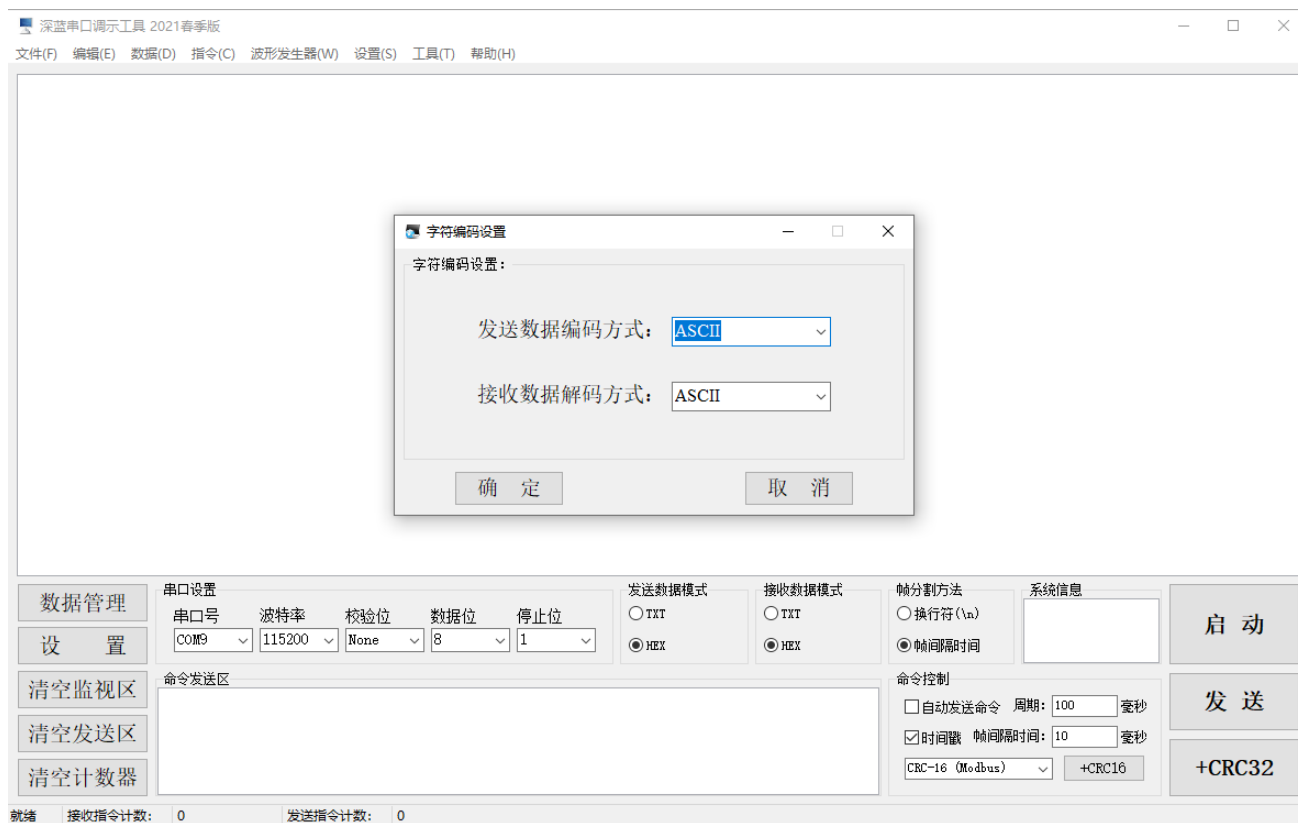 深蓝串口调示工具 2021春季版
文件(F) 编辑(E) 数据(D) 指令(C) 波形发生器(W) 设置(S) 工具(T) 帮助(H)
字符编码设置
字符编码设置:
发送数据编码方式: ASCII
接收数据解码方式: ASCII
确 定 取 消
数据管理
设 置
清空监视区
清空发送区
清空计数器
串口设置
串口号 波特率 校验位 数据位 停止位
COM9 115200 None 8 1
发送数据模式
TXT
HEX
接收数据模式
TXT
HEX
帧分割方法
换行符(\n)
帧间隔时间
系统信息
启 动
命令发送区
命令控制
自动发送命令 周期: 100 毫秒
时间戳 帧间隔时间: 10 毫秒
CRC-16 (Modbus) +CRC16
发 送
+CRC32
就绪 接收指令计数: 0 发送指令计数: 0